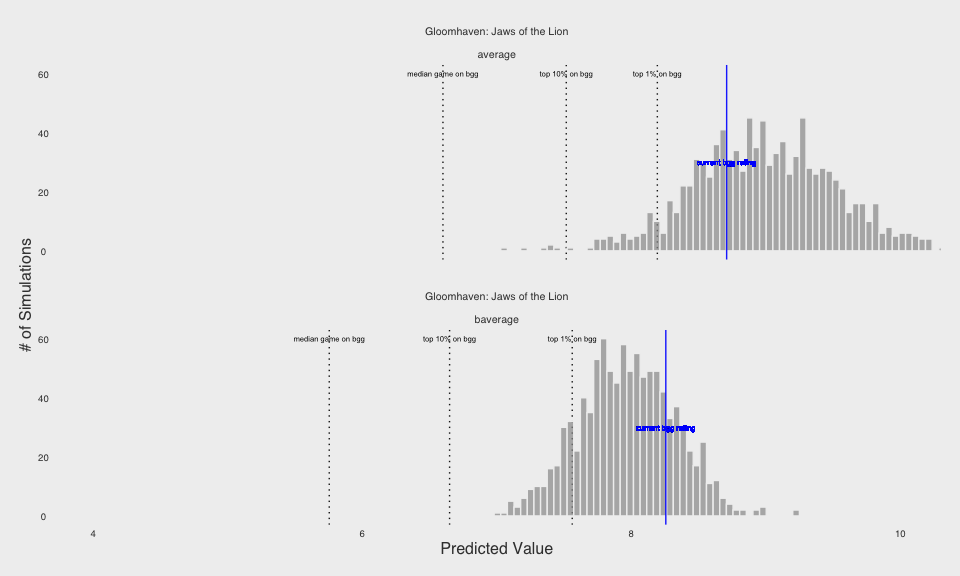 Gloomhaven: Jaws of the Lion
average
60
median game on bgg
top 10% on bgg
top 1% on bgg
40
current bgg rating
20
0
# of Simulations
Gloomhaven: Jaws of the Lion
baverage
60
median game on bgg
top 10% on bgg
top 1% on bgg
40
current bgg rating
20
0
4
6
8
10
Predicted Value